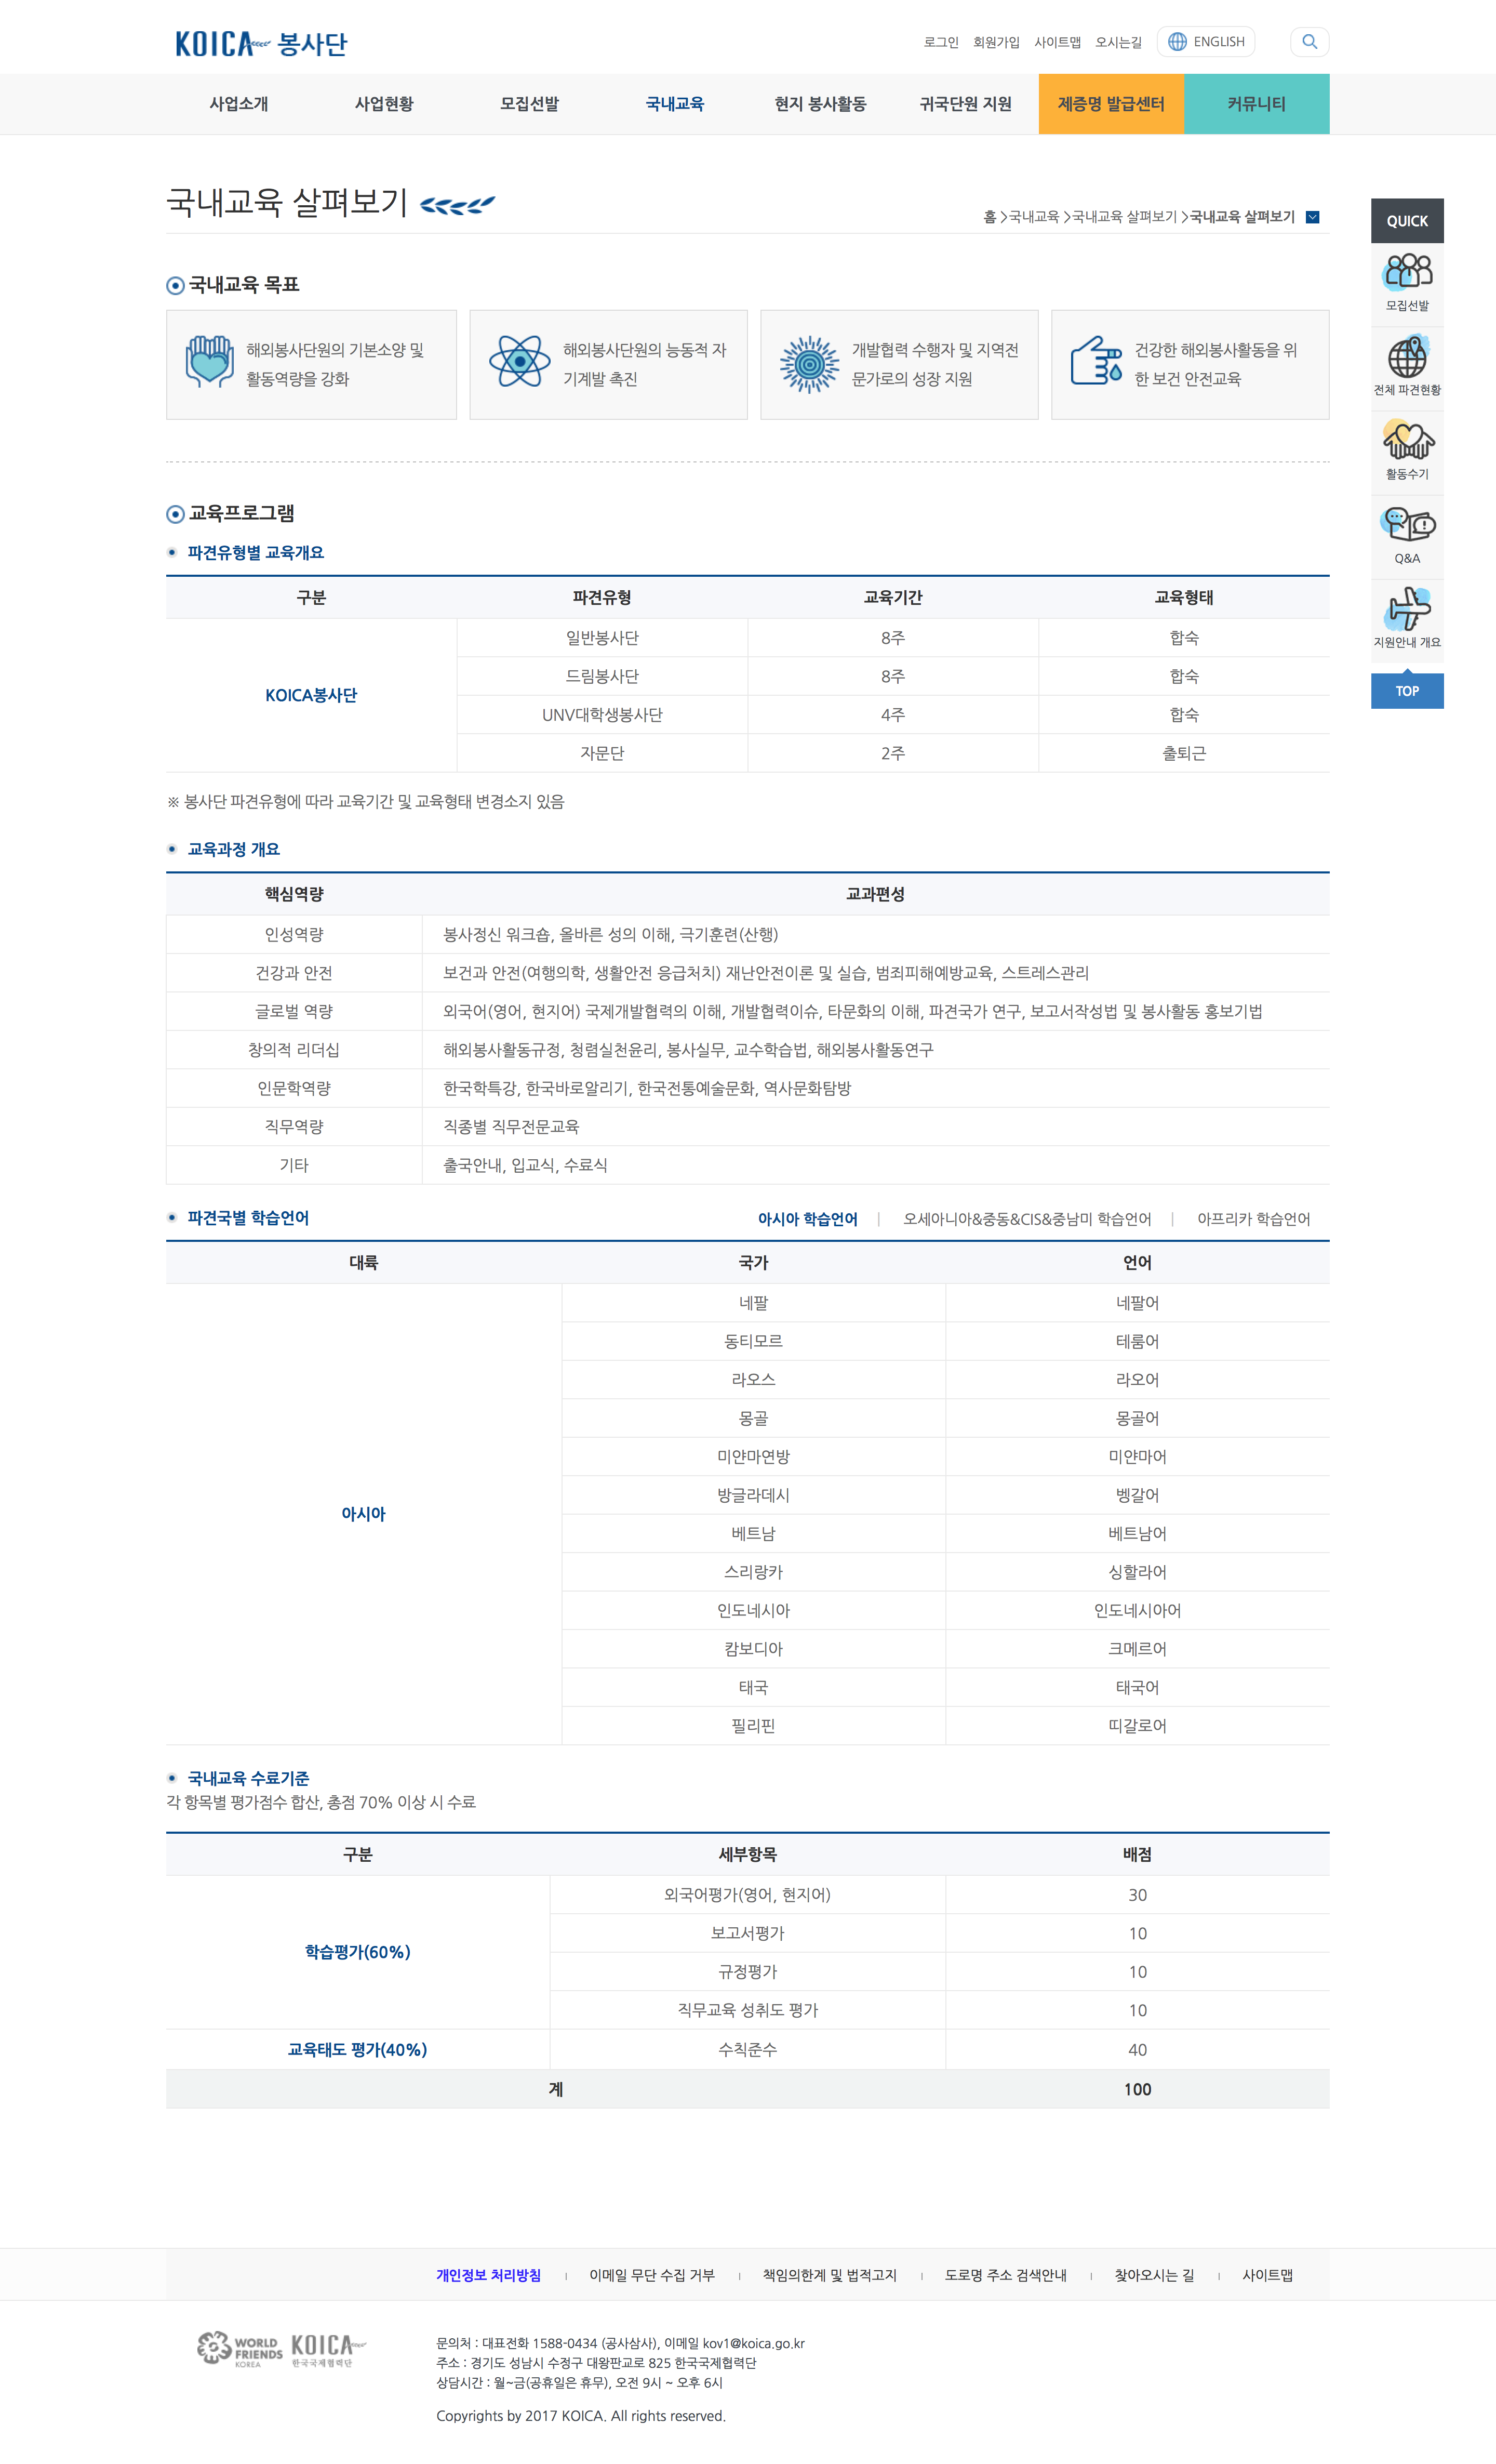 KOICA 봉사단
로그인 회원가입 사이트맵 오시는길 ENGLISH
사업소개 사업현황 모집선발 국내교육 현지 봉사활동 귀국단원 지원 제증명 발급센터 커뮤니티
국내교육 살펴보기
홈 >국내교육 >국내교육 살펴보기 >국내교육 살펴보기
QUICK
모집선발
전체 파견현황
활동수기
Q&A
지원안내 개요
TOP
국내교육 목표
해외봉사단원의 기본소양 및
활동역량을 강화
해외봉사단원의 능동적 자
기계발 촉진
개발협력 수행자 및 지역전
문가로의 성장 지원
건강한 해외봉사활동을 위
한 보건 안전교육
교육프로그램
파견유형별 교육개요
구분 파견유형 교육기간 교육형태
KOICA봉사단
일반봉사단 8주 합숙
드림봉사단 8주 합숙
UNV대학생봉사단 4주 합숙
자문단 2주 출퇴근
※ 봉사단 파견유형에 따라 교육기간 및 교육형태 변경소지 있음
교육과정 개요
핵심역량 교과편성
인성역량 봉사정신 워크숍, 올바른 성의 이해, 극기훈련(산행)
건강과 안전 보건과 안전(여행의학, 생활안전 응급처치) 재난안전이론 및 실습, 범죄피해예방교육, 스트레스관리
글로벌 역량 외국어(영어, 현지어) 국제개발협력의 이해, 개발협력이슈, 타문화의 이해, 파견국가 연구, 보고서작성법 및 봉사활동 홍보기법
창의적 리더십 해외봉사활동규정, 청렴실천윤리, 봉사실무, 교수학습법, 해외봉사활동연구
인문학역량 한국학특강, 한국바로알리기, 한국전통예술문화, 역사문화탐방
직무역량 직종별 직무전문교육
기타 출국안내, 입교식, 수료식
파견국별 학습언어
아시아 학습언어 | 오세아니아&중동&CIS&중남미 학습언어 | 아프리카 학습언어
대륙 국가 언어
아시아
네팔 네팔어
동티모르 테룸어
라오스 라오어
몽골 몽골어
미얀마연방 미얀마어
방글라데시 벵갈어
베트남 베트남어
스리랑카 싱할라어
인도네시아 인도네시아어
캄보디아 크메르어
태국 태국어
필리핀 띠갈로어
국내교육 수료기준
각 항목별 평가점수 합산, 총점 70% 이상 시 수료
구분 세부항목 배점
학습평가(60%)
외국어평가(영어, 현지어) 30
보고서평가 10
규정평가 10
직무교육 성취도 평가 10
교육태도 평가(40%) 수칙준수 40
계 100
개인정보 처리방침 | 이메일 무단 수집 거부 | 책임의한계 및 법적고지 | 도로명 주소 검색안내 | 찾아오시는 길 | 사이트맵
WORLD
FRIENDS
KOREA
KOICA
한국국제협력단
문의처 : 대표전화 1588-0434 (공사삼사), 이메일 kov1@koica.go.kr
주소 : 경기도 성남시 수정구 대왕판교로 825 한국국제협력단
상담시간 : 월~금(공휴일은 휴무), 오전 9시 ~ 오후 6시
Copyrights by 2017 KOICA. All rights reserved.